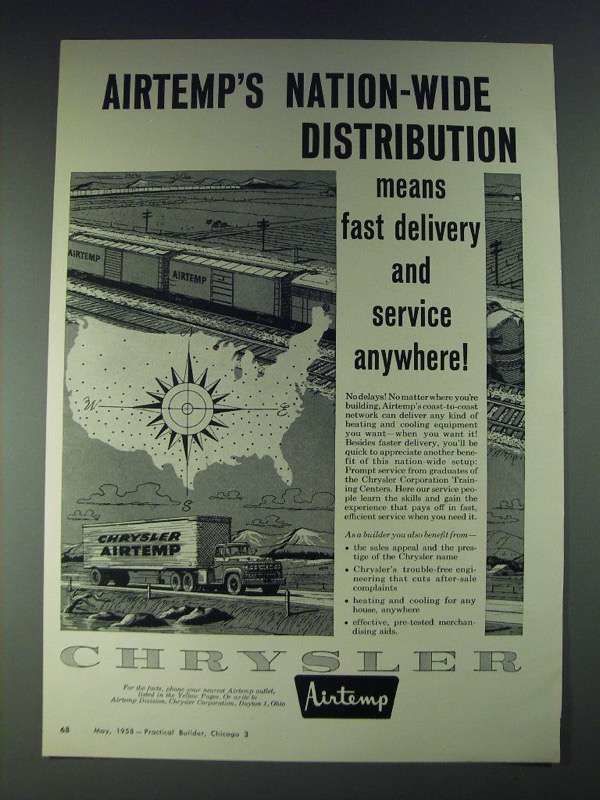 AIRTEMP'S NATION-WIDE
DISTRIBUTION
means
fast delivery
and
service
anywhere!
AIRTEMP
AIRTEMP
W
E
S
CHRYSLER
AIRTEMP
No delays! No matter where you're
building, Airtemp's coast-to-coast
network can deliver any kind of
heating and cooling equipment
you want—when you want it!
Besides faster delivery, you'll be
quick to appreciate another bene-
fit of this nation-wide setup:
Prompt service from graduates of
the Chrysler Corporation Train-
ing Centers. Here our service peo-
ple learn the skills and gain the
experience that pays off in fast,
efficient service when you need it.
As a builder you also benefit from—
• the sales appeal and the pres-
tige of the Chrysler name
• Chrysler's trouble-free engi-
neering that cuts after-sale
complaints
• heating and cooling for any
house, anywhere
• effective, pre-tested merchan-
dising aids.
CHRYSLER
For the facts, phone your nearest Airtemp outlet,
listed in the Yellow Pages. Or write to
Airtemp Division, Chrysler Corporation, Dayton 1, Ohio
Airtemp
68 May, 1958 — Practical Builder, Chicago 3